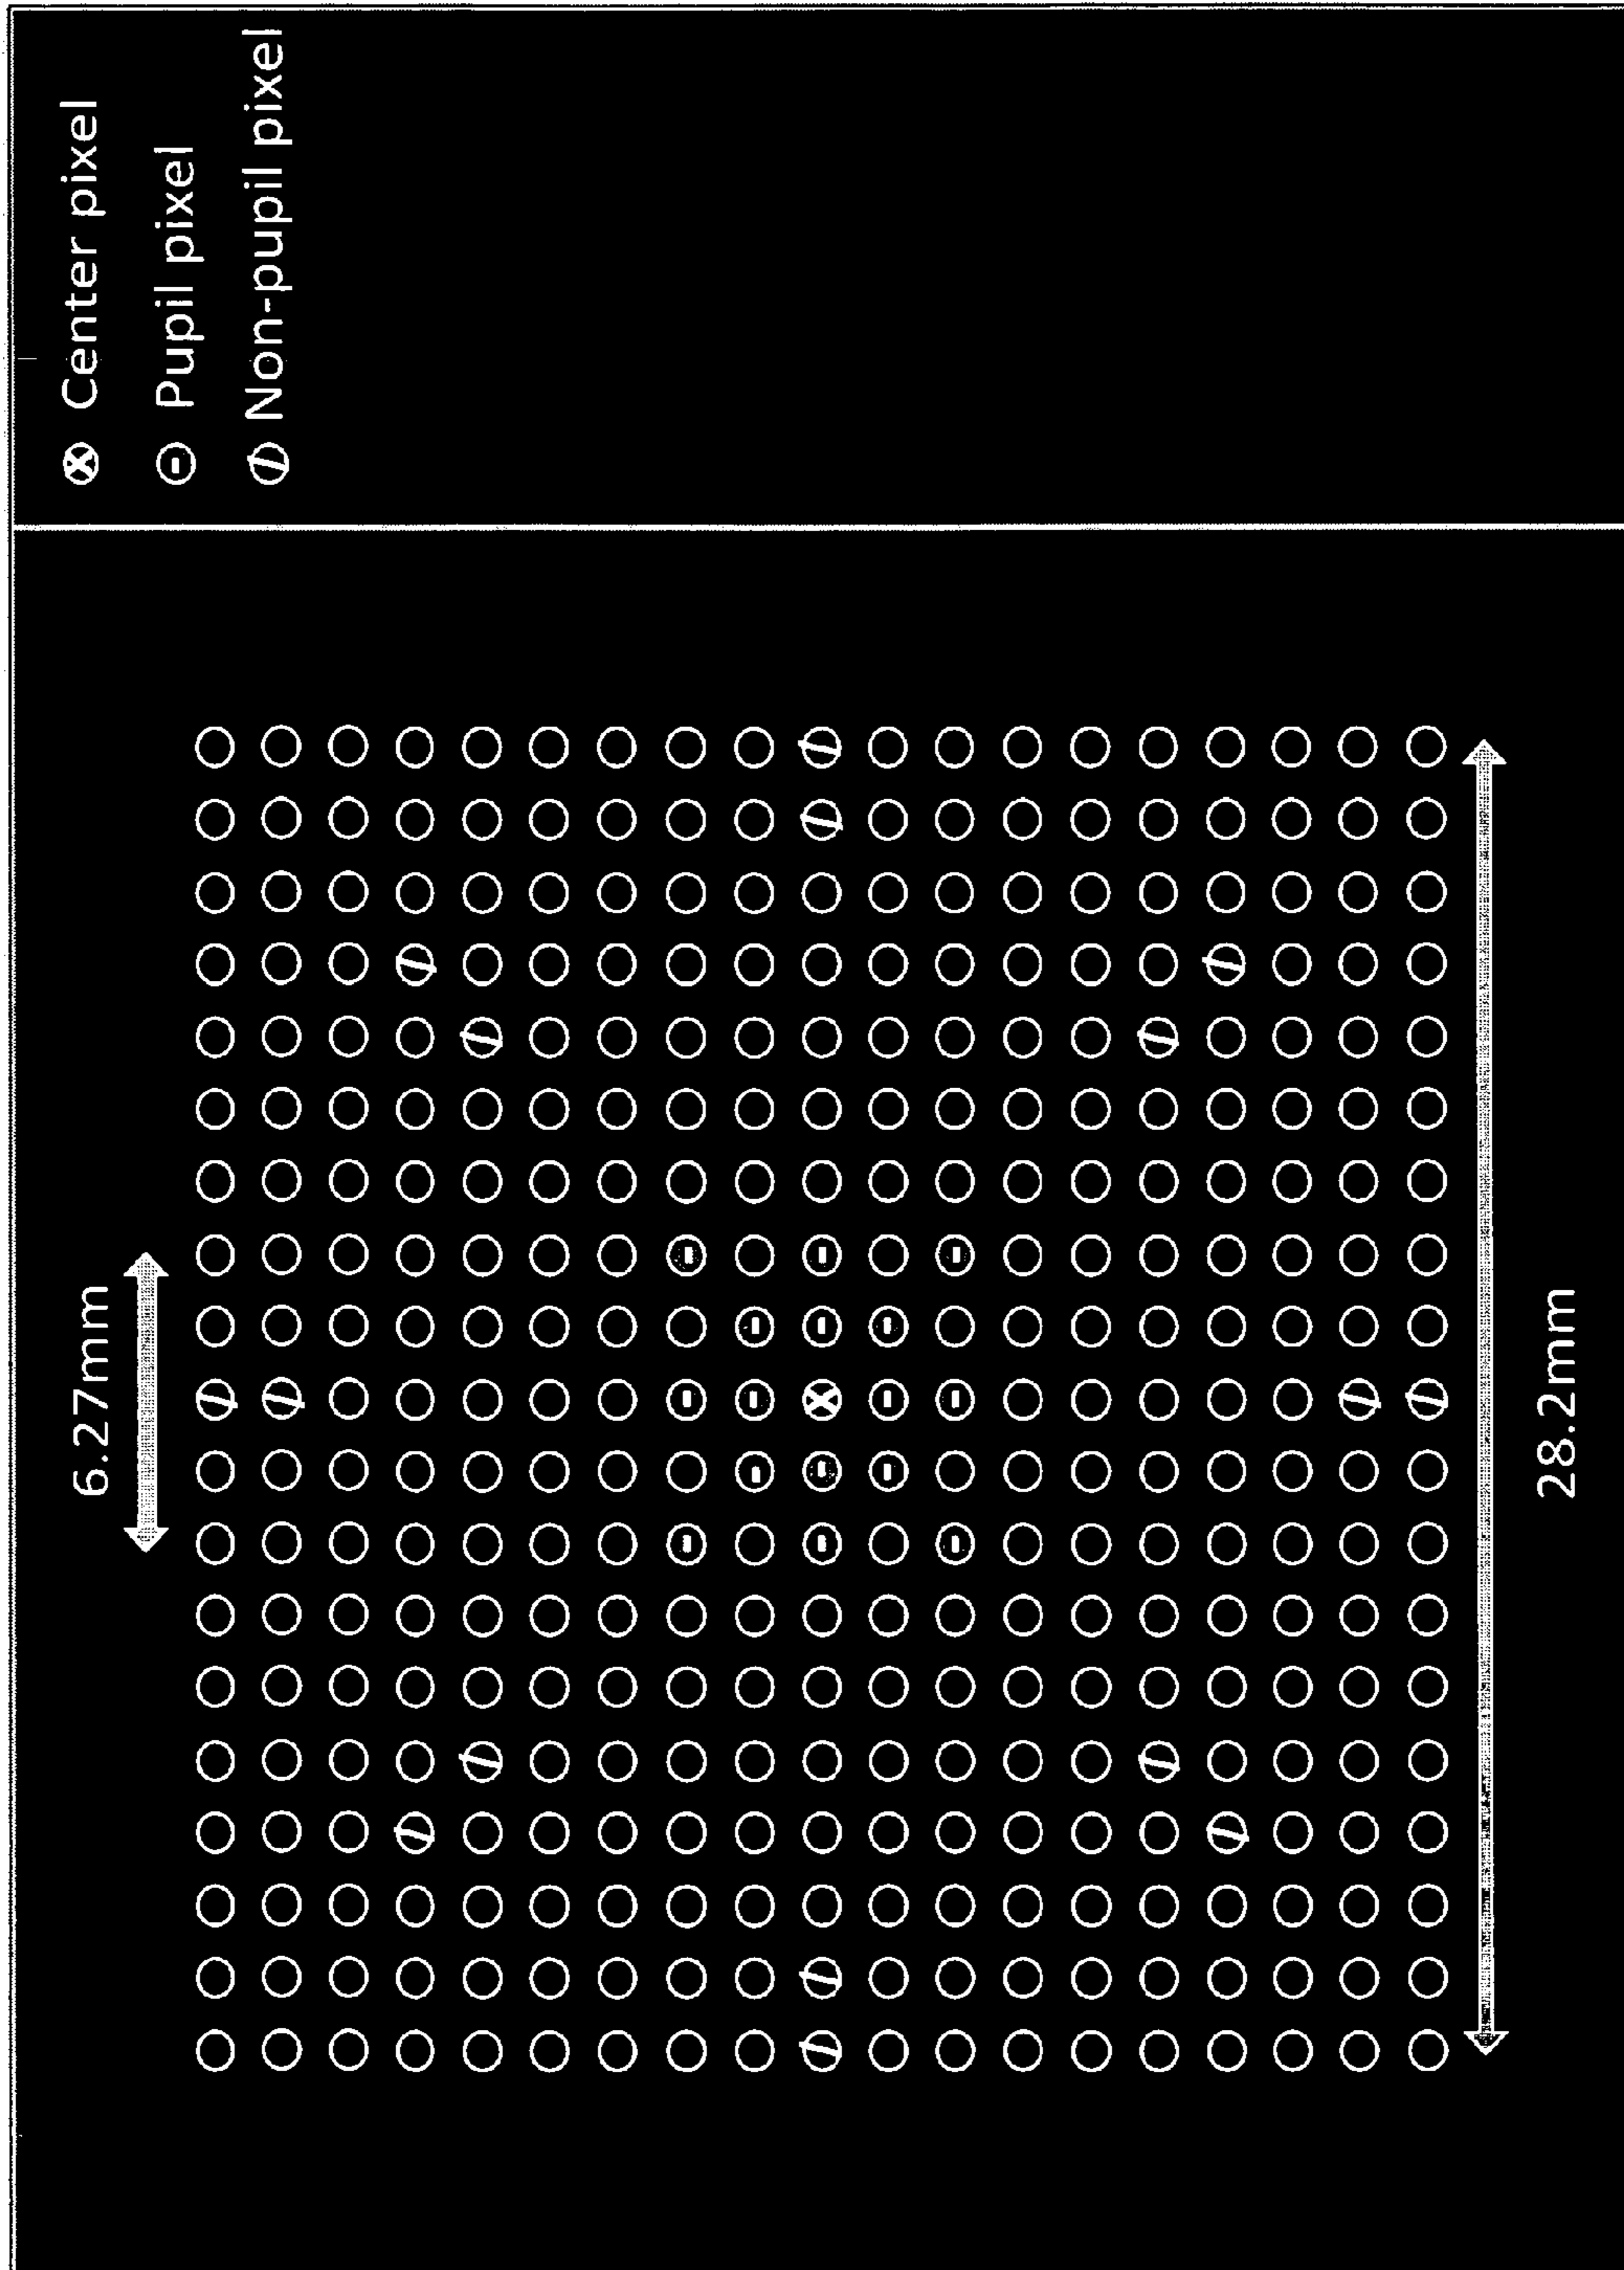 Center pixel
Pupil pixel
Non-pupil pixel
6.27mm
28.2mm